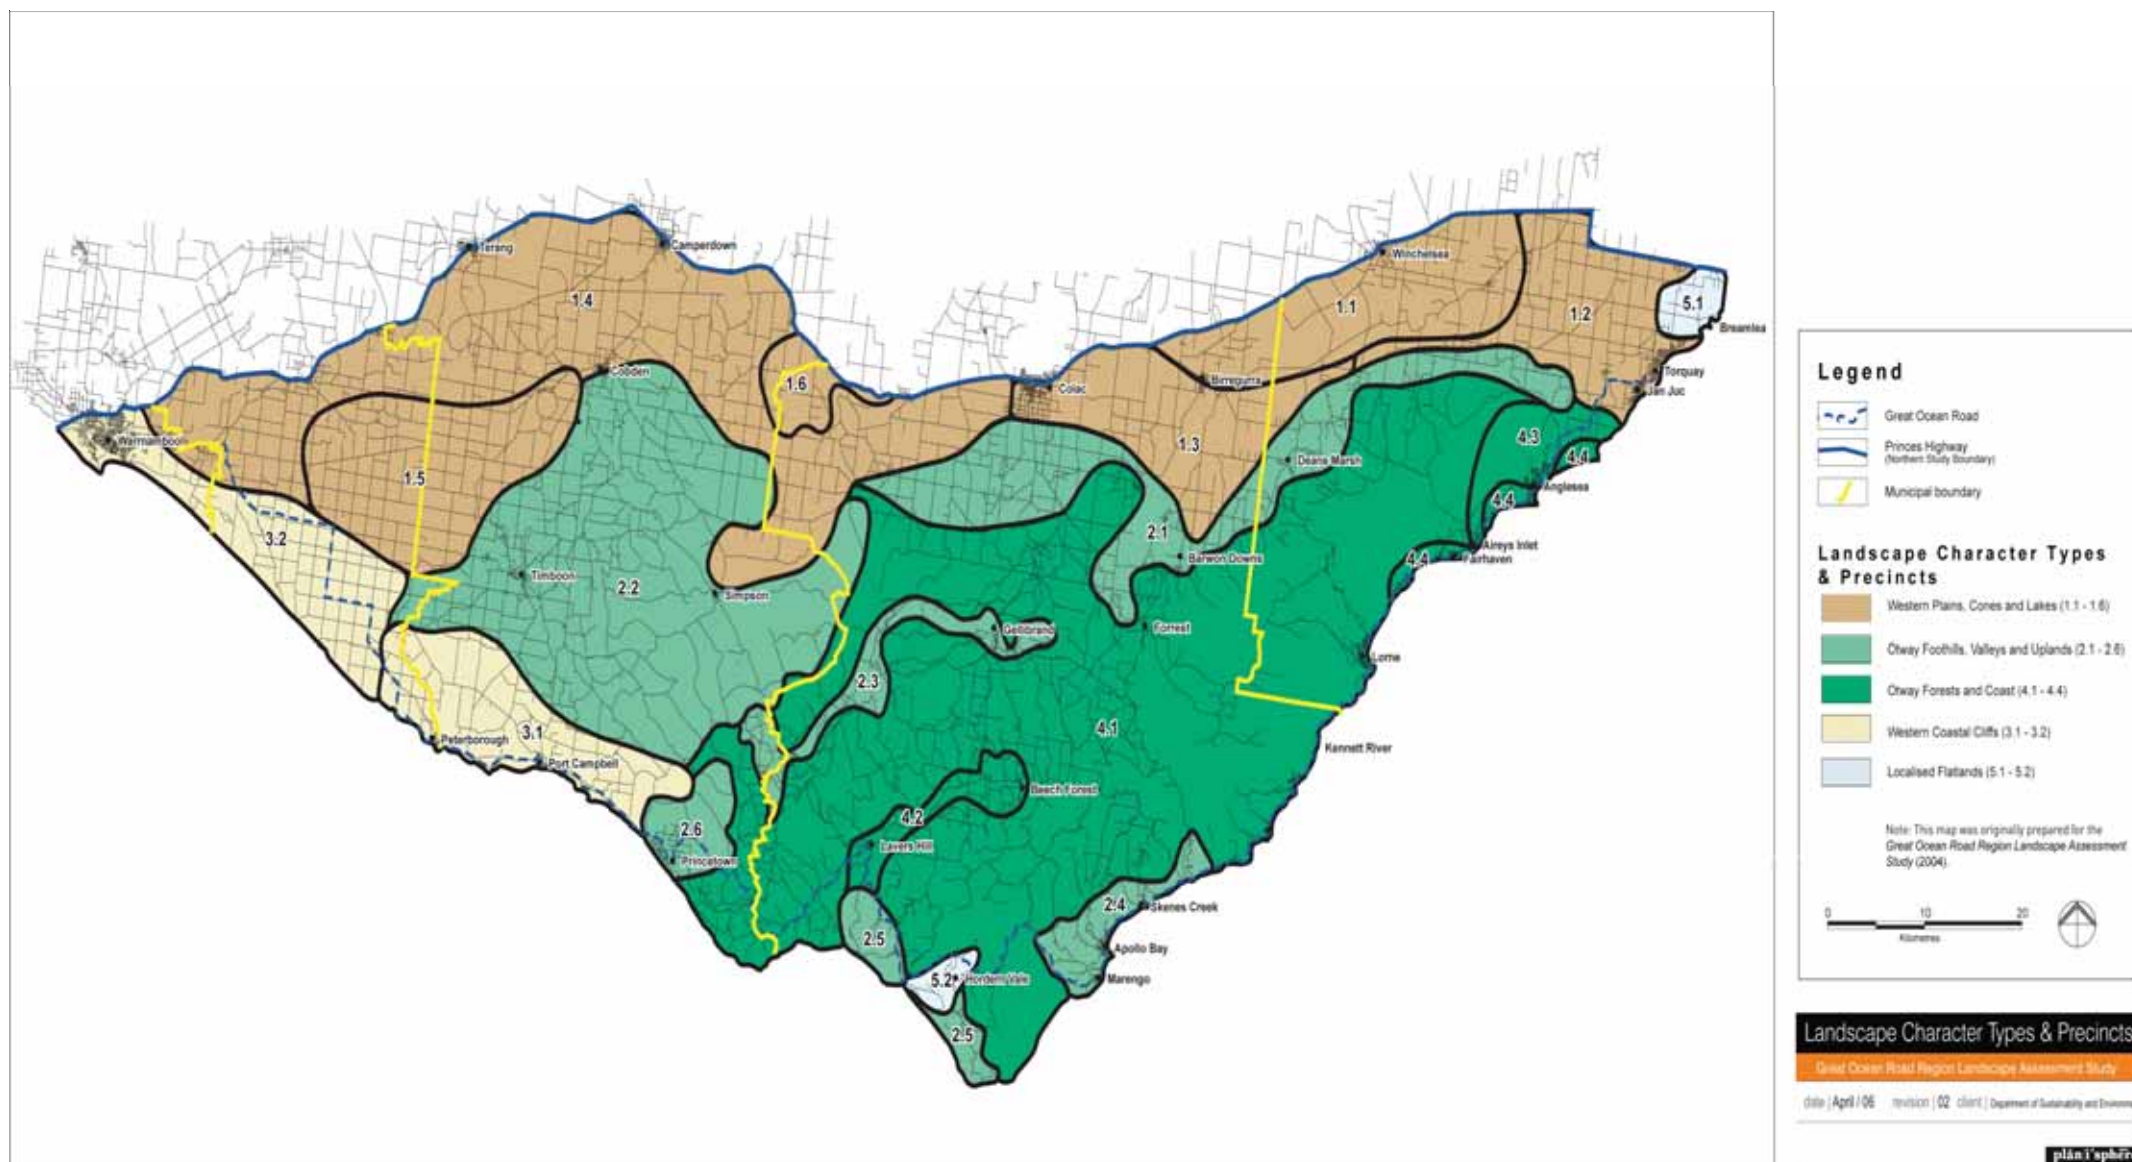 Terang
Camperdown
1.4
Winchelsea
1.1
1.2
5.1
Breamlea
Cobden
1.6
Colac
Birregurra
Torquay
Jan Juc
Warrnambool
1.5
1.3
Deans Marsh
4.3
4.4
Anglesea
4.4
3.2
2.1
Barwon Downs
Aireys Inlet
Fairhaven
4.4
Timboon
2.2
Simpson
Gellibrand
Forrest
Lorne
2.3
4.1
3.1
Peterborough
Port Campbell
Kennett River
Beech Forest
4.2
2.6
Lavers Hill
Princetown
2.4
Skenes Creek
2.5
Apollo Bay
5.2
Hordern Vale
Marengo
2.5
Legend
Great Ocean Road
Princes Highway
(Northern Study Boundary)
Municipal boundary
Landscape Character Types
& Precincts
Western Plains, Cones and Lakes (1.1 - 1.6)
Otway Foothills, Valleys and Uplands (2.1 - 2.6)
Otway Forests and Coast (4.1 - 4.4)
Western Coastal Cliffs (3.1 - 3.2)
Localised Flatlands (5.1 - 5.2)
Note: This map was originally prepared for the
Great Ocean Road Region Landscape Assessment
Study (2004).
0 10 20
Kilometres
Landscape Character Types & Precincts
Great Ocean Road Region Landscape Assessment Study
date | April / 06 revision | 02 client | Department of Sustainability and
plan i'sphere